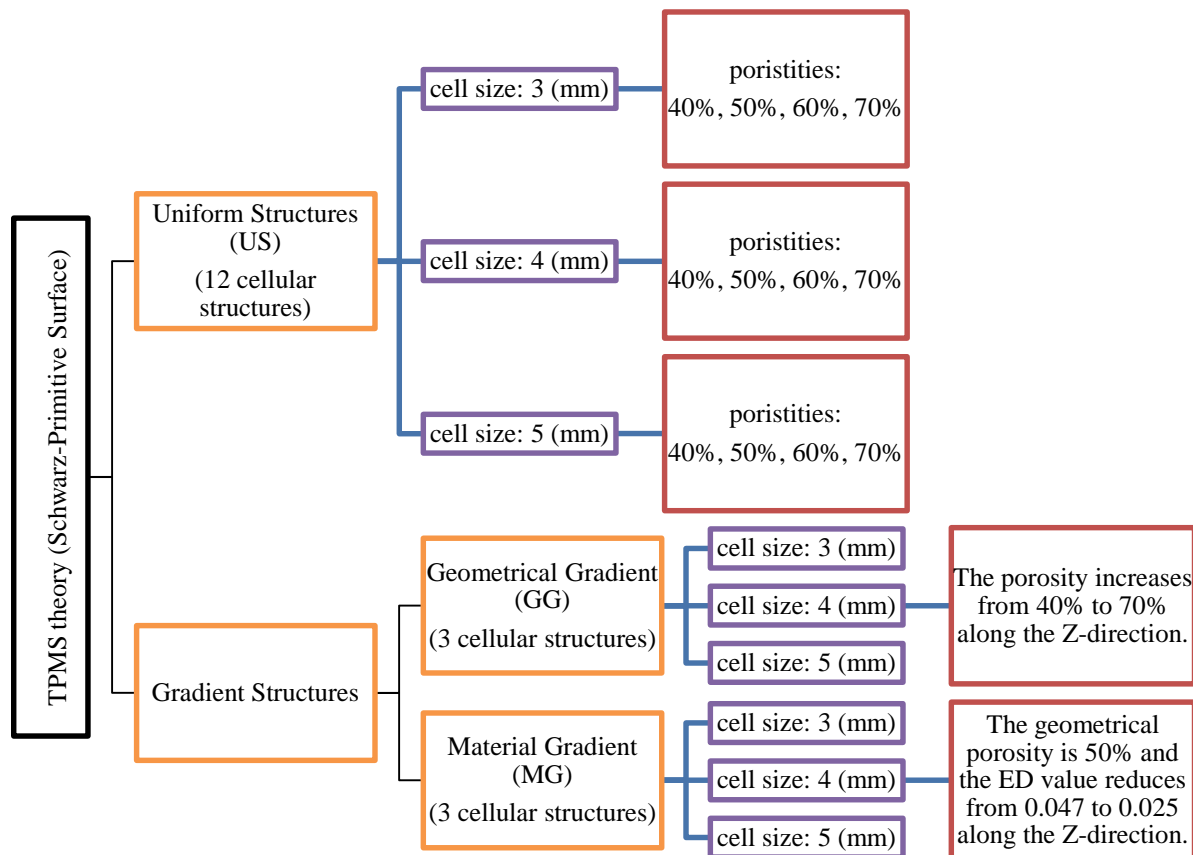 TPMS theory (Schwarz-Primitive Surface)
Uniform Structures
(US)
(12 cellular
structures)
cell size: 3 (mm)
poristities:
40%, 50%, 60%, 70%
cell size: 4 (mm)
poristities:
40%, 50%, 60%, 70%
cell size: 5 (mm)
poristities:
40%, 50%, 60%, 70%
Gradient Structures
Geometrical Gradient
(GG)
(3 cellular structures)
cell size: 3 (mm)
cell size: 4 (mm)
cell size: 5 (mm)
The porosity increases
from 40% to 70%
along the Z-direction.
Material Gradient
(MG)
(3 cellular structures)
cell size: 3 (mm)
cell size: 4 (mm)
cell size: 5 (mm)
The geometrical
porosity is 50% and
the ED value reduces
from 0.047 to 0.025
along the Z-direction.